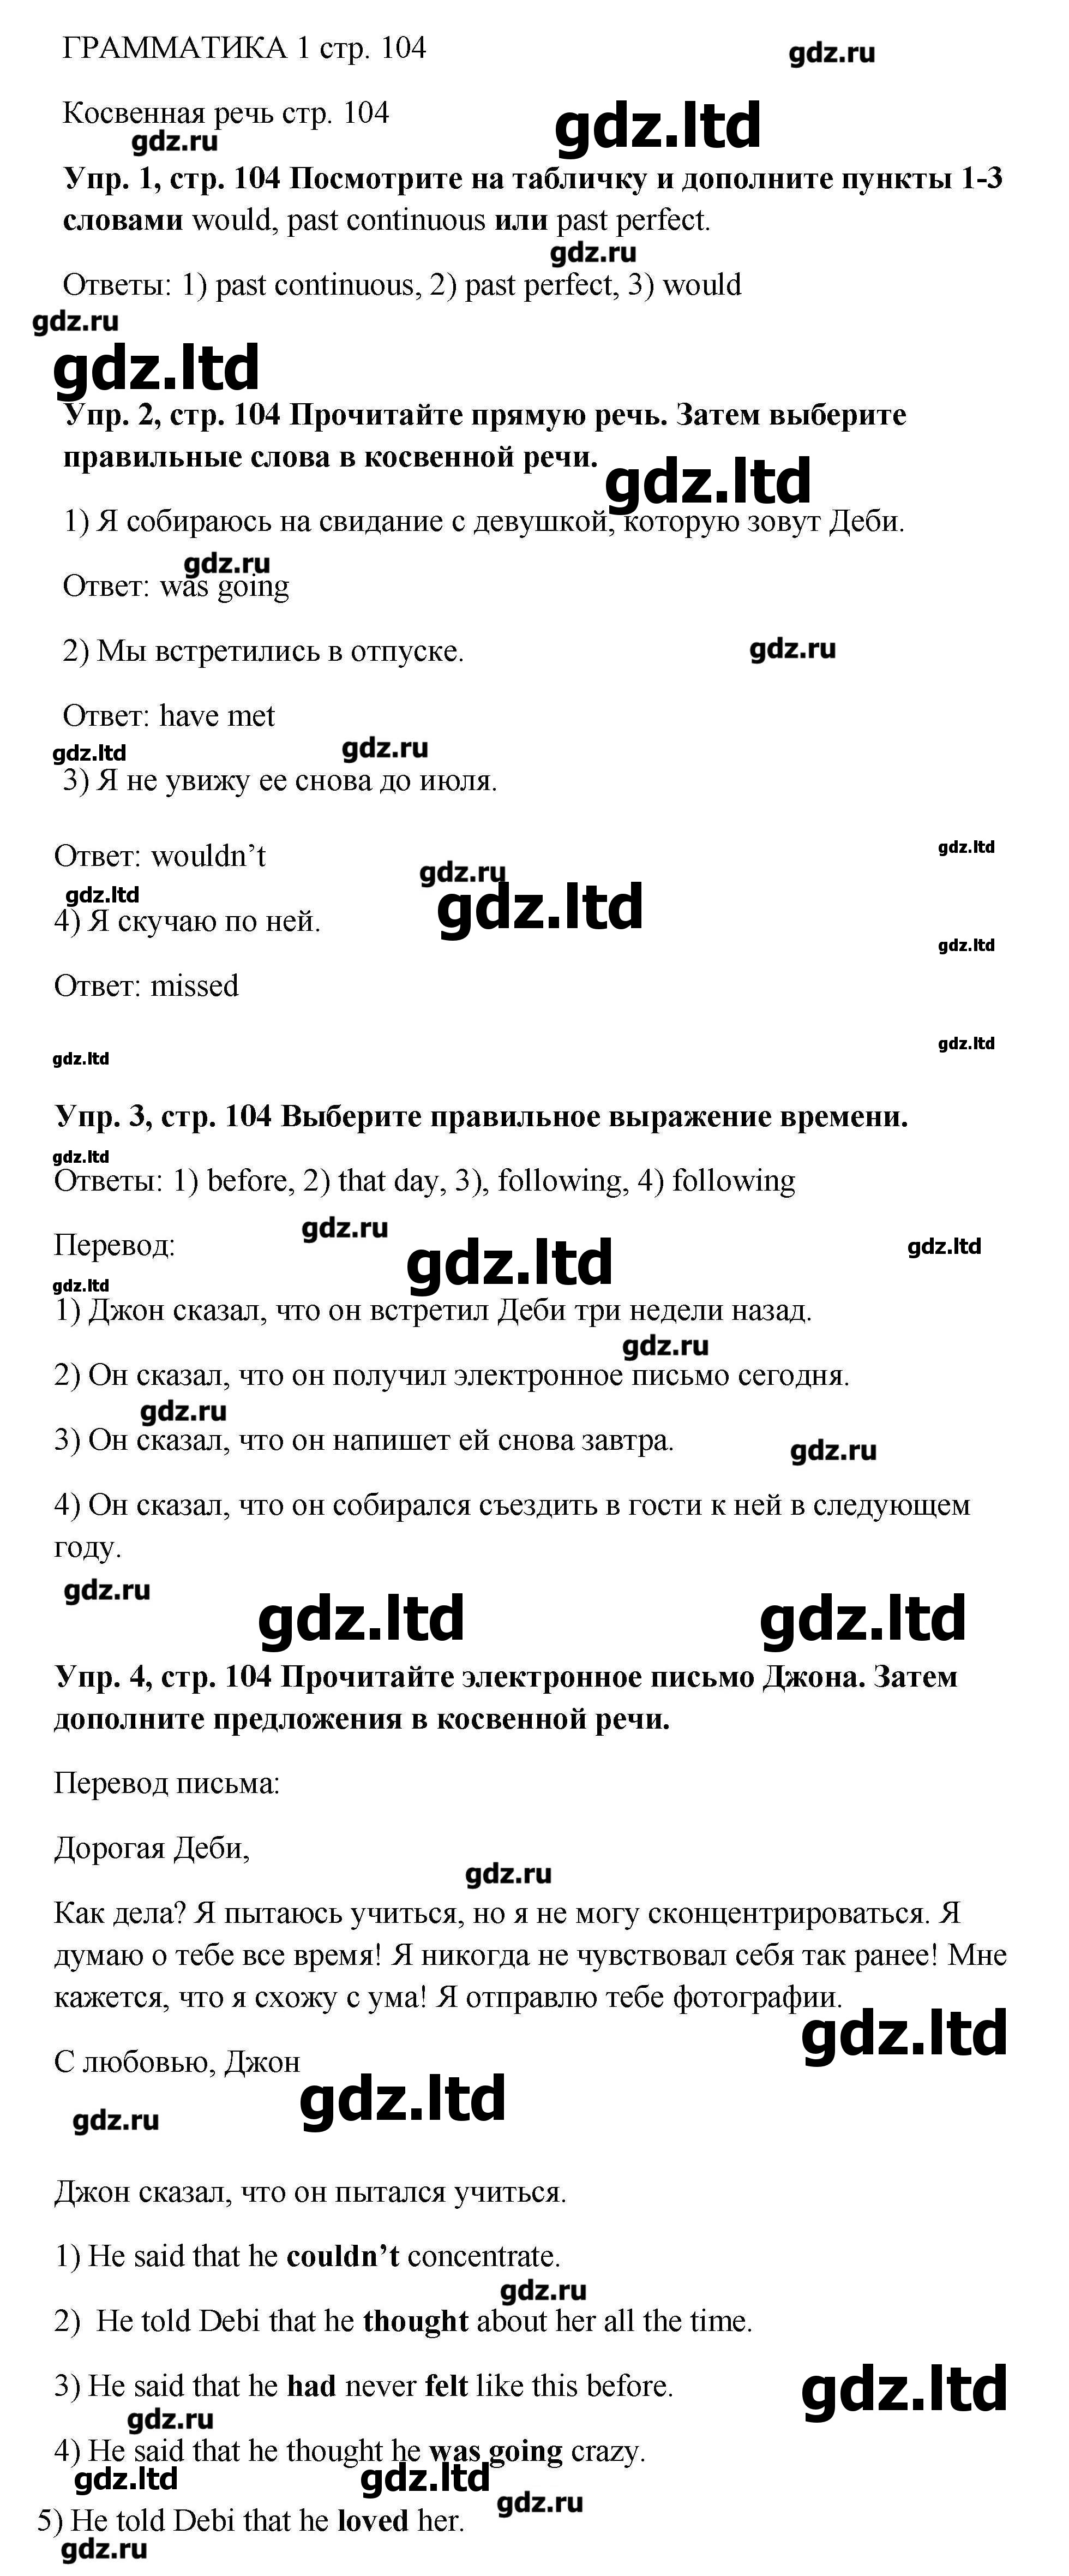 ГРАММАТИКА 1 стр. 104
gdz.ru
Косвенная речь стр. 104
gdz.ltd
gdz.ru
Упр. 1, стр. 104 Посмотрите на табличку и дополните пункты 1-3
словами would, past continuous или past perfect.
gdz.ru
Ответы: 1) past continuous, 2) past perfect, 3) would
gdz.ru
gdz.ltd
Упр. 2, стр. 104 Прочитайте прямую речь. Затем выберите
правильные слова в косвенной речи.
gdz.ltd
1) Я собираюсь на свидание с девушкой, которую зовут Деби.
gdz.ru
Ответ: was going
2) Мы встретились в отпуске.
gdz.ru
Ответ: have met
gdz.ltd
gdz.ru
3) Я не увижу ее снова до июля.
Ответ: wouldn’t
gdz.ltd
gdz.ru
gdz.ltd
gdz.ltd
4) Я скучаю по ней.
gdz.ltd
Ответ: missed
gdz.ltd
gdz.ltd
Упр. 3, стр. 104 Выберите правильное выражение времени.
gdz.ltd
Ответы: 1) before, 2) that day, 3), following, 4) following
gdz.ru
Перевод:
gdz.ltd
gdz.ltd
gdz.ltd
1) Джон сказал, что он встретил Деби три недели назад.
gdz.ru
2) Он сказал, что он получил электронное письмо сегодня.
gdz.ru
3) Он сказал, что он напишет ей снова завтра.
gdz.ru
4) Он сказал, что он собирался съездить в гости к ней в следующем
году.
gdz.ru
gdz.ltd
gdz.ltd
Упр. 4, стр. 104 Прочитайте электронное письмо Джона. Затем
дополните предложения в косвенной речи.
Перевод письма:
Дорогая Деби,
gdz.ru
Как дела? Я пытаюсь учиться, но я не могу сконцентрироваться. Я
думаю о тебе все время! Я никогда не чувствовал себя так ранее! Мне
кажется, что я схожу с ума! Я отправлю тебе фотографии.
gdz.ltd
С любовью, Джон
gdz.ltd
gdz.ru
Джон сказал, что он пытался учиться.
1) He said that he couldn’t concentrate.
gdz.ru
2) He told Debi that he thought about her all the time.
3) He said that he had never felt like this before.
gdz.ltd
gdz.ru
4) He said that he thought he was going crazy.
gdz.ltd
gdz.ltd
gdz.ru
5) He told Debi that he loved her.
gdz.ru